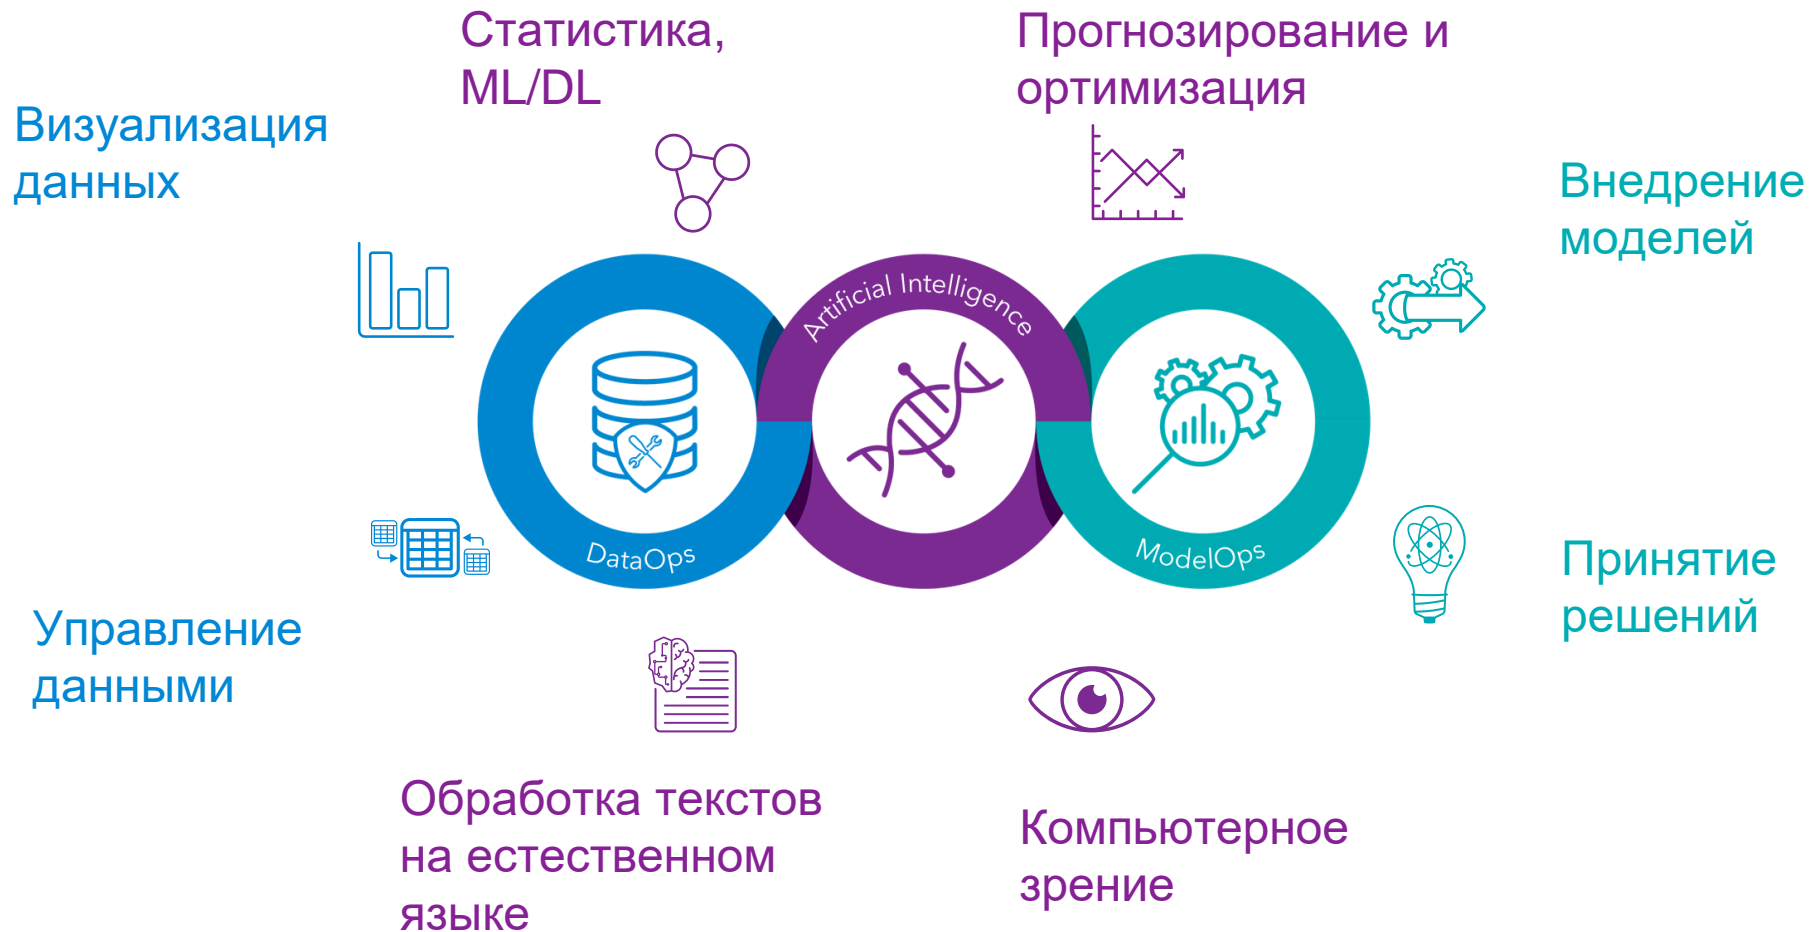 Статистика,
ML/DL
Прогнозирование и
ортимизация
Визуализация
данных
Внедрение
моделей
Artificial Intelligence
DataOps
ModelOps
Управление
данными
Принятие
решений
Обработка текстов
на естественном
языке
Компьютерное
зрение